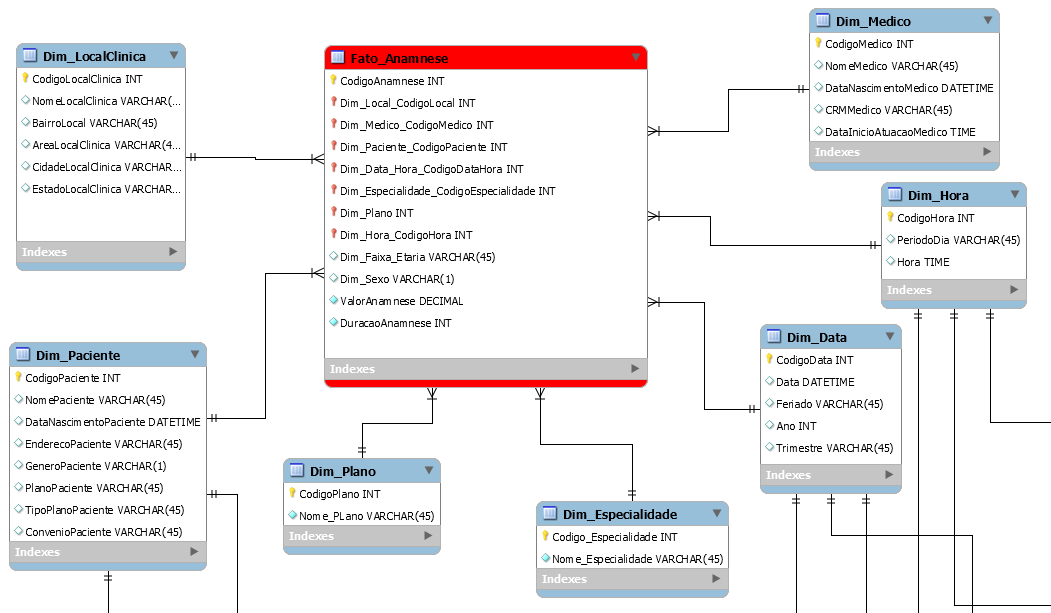 Dim_LocalClinica
CodigoLocalClinica INT
NomeLocalClinica VARCHAR(...
BairroLocal VARCHAR(45)
AreaLocalClinica VARCHAR(4...
CidadeLocalClinica VARCHAR...
EstadoLocalClinica VARCHAR...
Indexes
Fato_Anamnese
CodigoAnamnese INT
Dim_Local_CodigoLocal INT
Dim_Medico_CodigoMedico INT
Dim_Paciente_CodigoPaciente INT
Dim_Data_Hora_CodigoDataHora INT
Dim_Especialidade_CodigoEspecialidade INT
Dim_Plano INT
Dim_Hora_CodigoHora INT
Dim_Faixa_Etaria VARCHAR(45)
Dim_Sexo VARCHAR(1)
ValorAnamnese DECIMAL
DuracaoAnamnese INT
Indexes
Dim_Medico
CodigoMedico INT
NomeMedico VARCHAR(45)
DataNascimentoMedico DATETIME
CRMMedico VARCHAR(45)
DataInicioAtuacaoMedico TIME
Indexes
Dim_Hora
CodigoHora INT
PeriodoDia VARCHAR(45)
Hora TIME
Indexes
Dim_Data
CodigoData INT
Data DATETIME
Feriado VARCHAR(45)
Ano INT
Trimestre VARCHAR(45)
Indexes
Dim_Paciente
CodigoPaciente INT
NomePaciente VARCHAR(45)
DataNascimentoPaciente DATETIME
EnderecoPaciente VARCHAR(45)
GeneroPaciente VARCHAR(1)
PlanoPaciente VARCHAR(45)
TipoPlanoPaciente VARCHAR(45)
ConvenioPaciente VARCHAR(45)
Indexes
Dim_Plano
CodigoPlano INT
Nome_PLano VARCHAR(45)
Indexes
Dim_Especialidade
Codigo_Especialidade INT
Nome_Especialidade VARCHAR(45)
Indexes